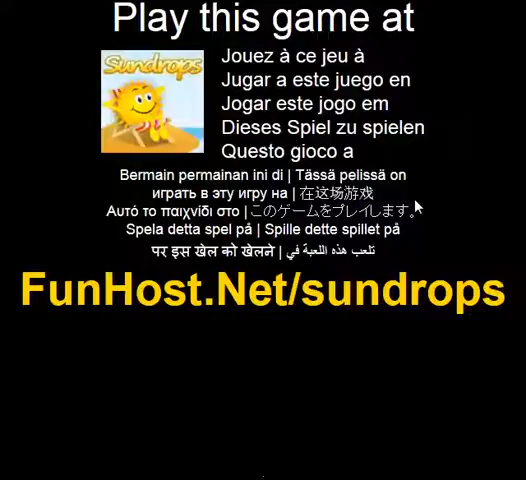 Play this game at
Sundrops
Jouez à ce jeu à
Jugar a este juego en
Jogar este jogo em
Dieses Spiel zu spielen
Questo gioco a
Bermain permainan ini di | Tässä pelissä on
играть в эту игру на | 在这场游戏
Αυτό το παιχνίδι στο | このゲームをプレイします。
Spela detta spel på | Spille dette spillet på
पर इस खेल को खेलने | تلعب هذه اللعبة في
FunHost.Net/sundrops